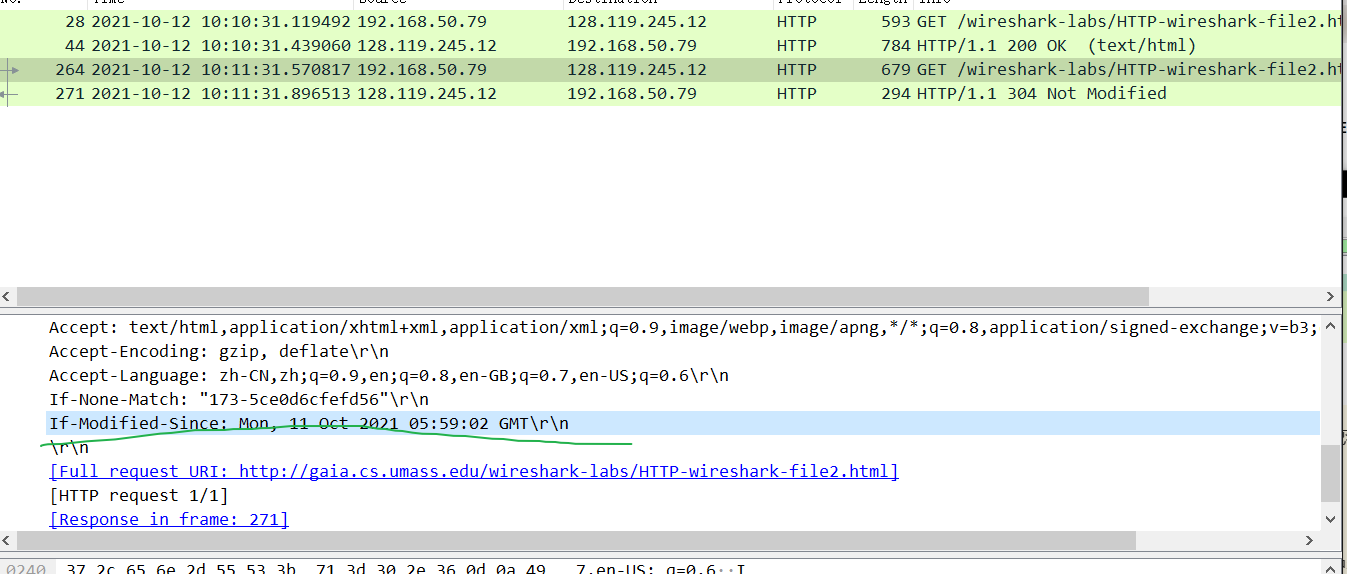 28 2021-10-12 10:10:31.119492 192.168.50.79 128.119.245.12 HTTP 593 GET /wireshark-labs/HTTP-wireshark-file2.ht
44 2021-10-12 10:10:31.439060 128.119.245.12 192.168.50.79 HTTP 784 HTTP/1.1 200 OK (text/html)
264 2021-10-12 10:11:31.570817 192.168.50.79 128.119.245.12 HTTP 679 GET /wireshark-labs/HTTP-wireshark-file2.ht
271 2021-10-12 10:11:31.896513 128.119.245.12 192.168.50.79 HTTP 294 HTTP/1.1 304 Not Modified
Accept: text/html,application/xhtml+xml,application/xml;q=0.9,image/webp,image/apng,*/*;q=0.8,application/signed-exchange;v=b3;
Accept-Encoding: gzip, deflate\r\n
Accept-Language: zh-CN,zh;q=0.9,en;q=0.8,en-GB;q=0.7,en-US;q=0.6\r\n
If-None-Match: "173-5ce0d6cfefd56"\r\n
If-Modified-Since: Mon, 11 Oct 2021 05:59:02 GMT\r\n
\r\n
[Full request URI: http://gaia.cs.umass.edu/wireshark-labs/HTTP-wireshark-file2.html]
[HTTP request 1/1]
[Response in frame: 271]
0240 37 2c 65 6e 2d 55 53 3b 71 3d 30 2e 36 0d 0a 49 7,en-US; q=0.6··I